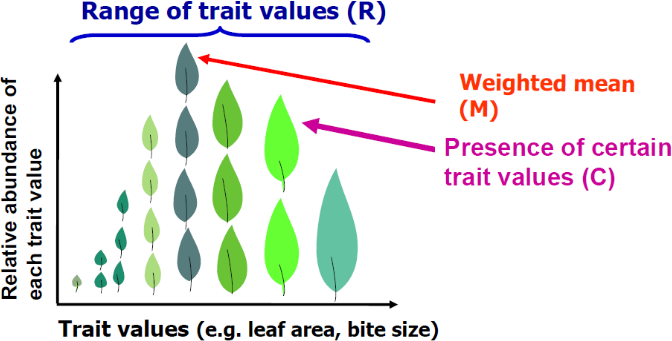 Range of trait values (R)
Weighted mean
(M)
Presence of certain
trait values (C)
Relative abundance of
each trait value
Trait values (e.g. leaf area, bite size)